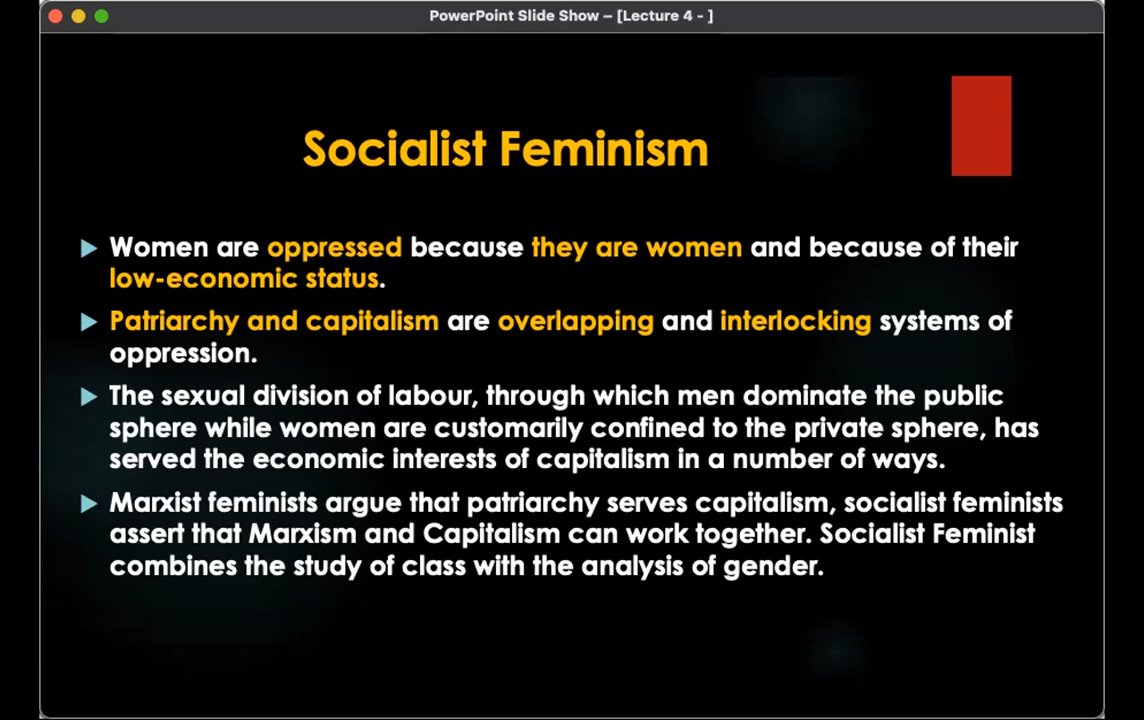 PowerPoint Slide Show – [Lecture 4 - ]
Socialist Feminism
Women are oppressed because they are women and because of their
low-economic status.
Patriarchy and capitalism are overlapping and interlocking systems of
oppression.
The sexual division of labour, through which men dominate the public
sphere while women are customarily confined to the private sphere, has
served the economic interests of capitalism in a number of ways.
Marxist feminists argue that patriarchy serves capitalism, socialist feminists
assert that Marxism and Capitalism can work together. Socialist Feminist
combines the study of class with the analysis of gender.